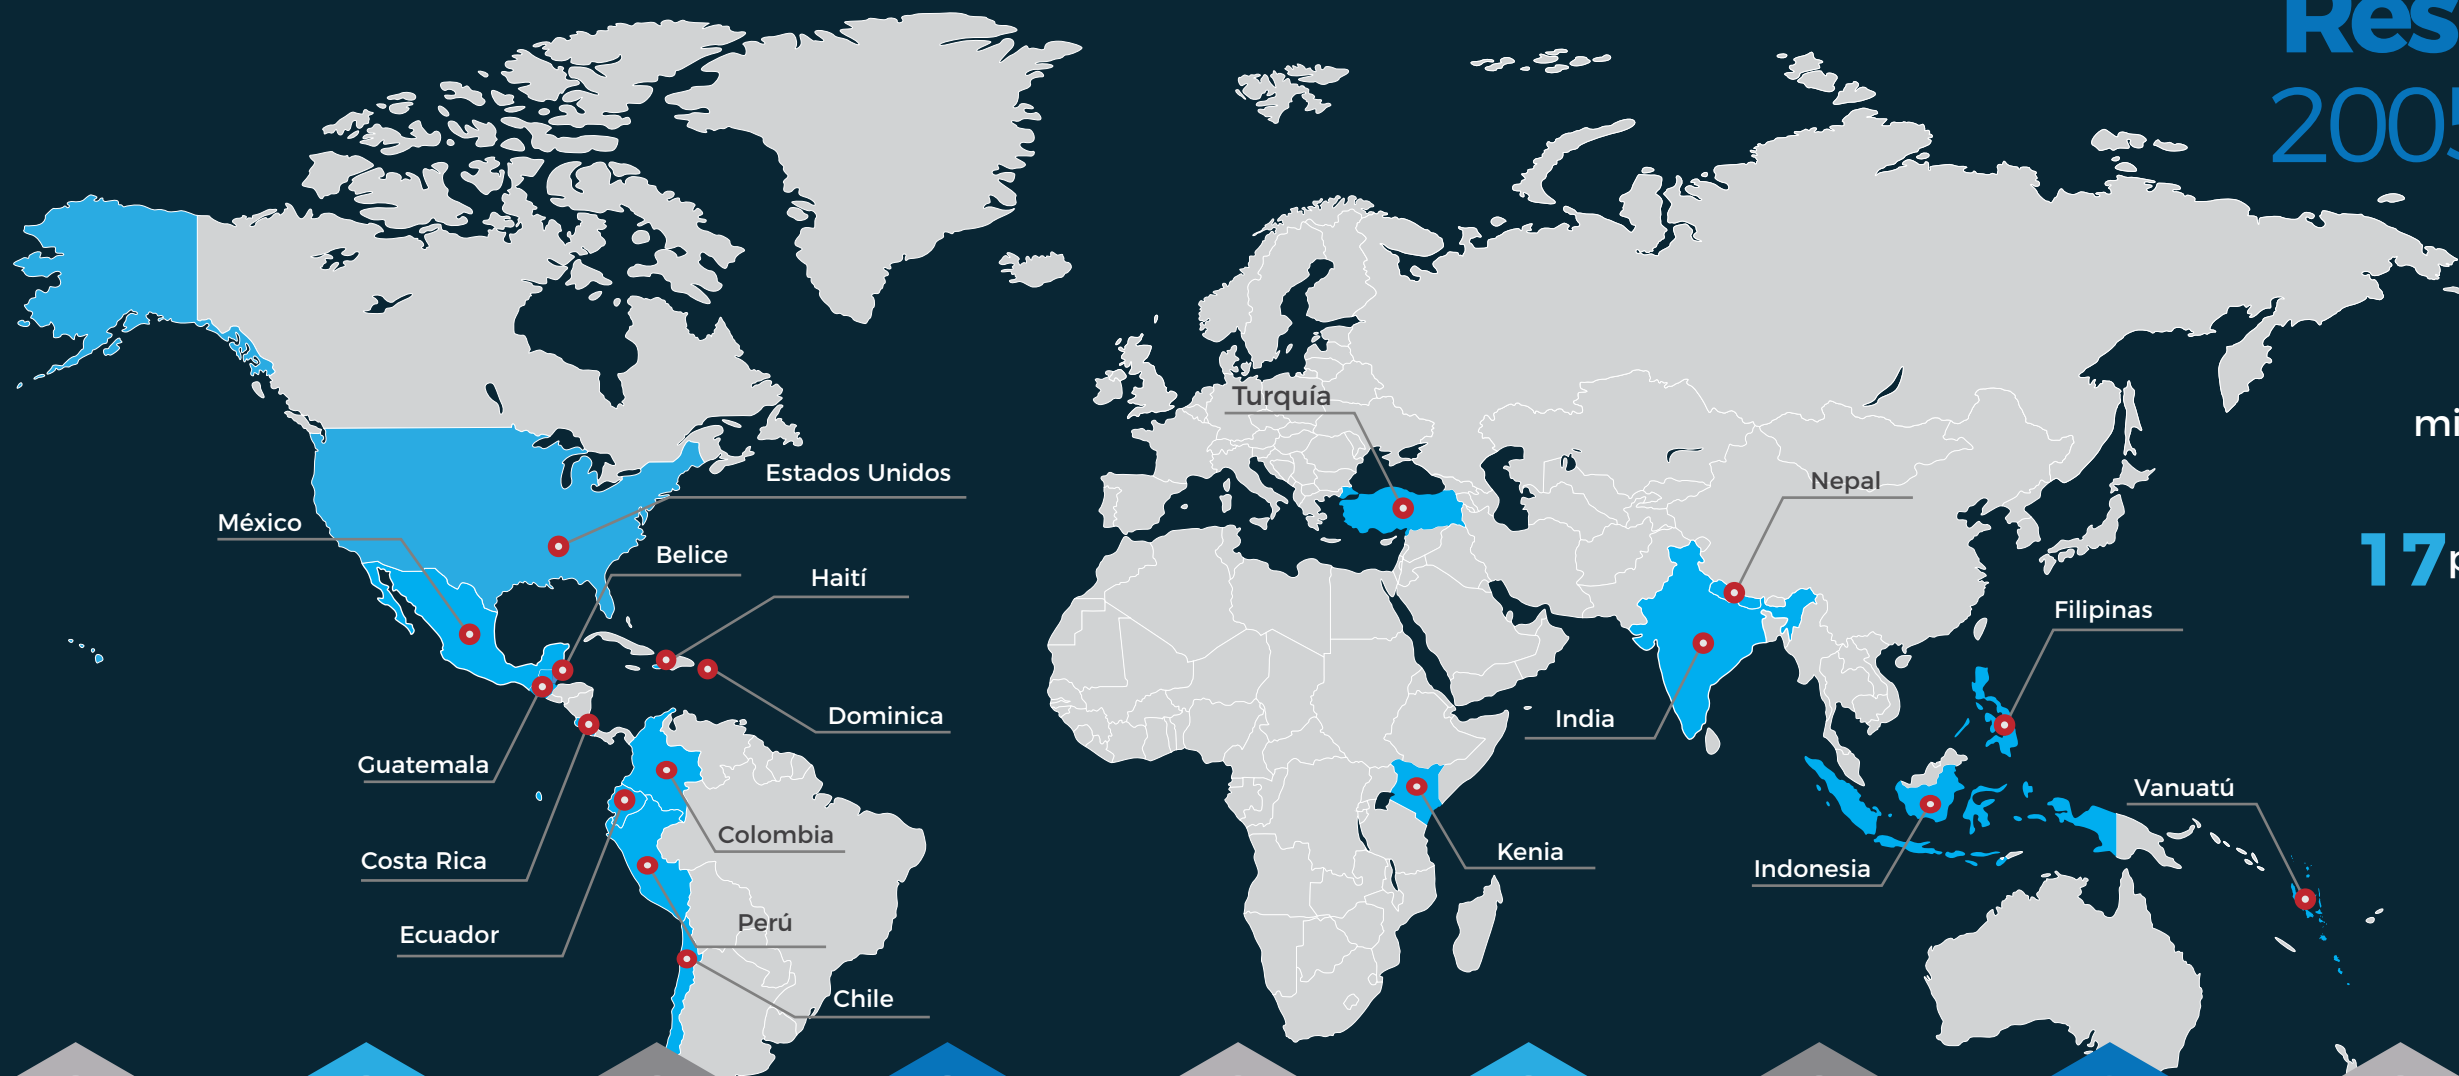 Res
2005
Turquía
mi
Estados Unidos
Nepal
México
Belice
17
Haití
Filipinas
Dominica
India
Guatemala
Vanuatú
Colombia
Kenia
Costa Rica
Indonesia
Perú
Ecuador
Chile